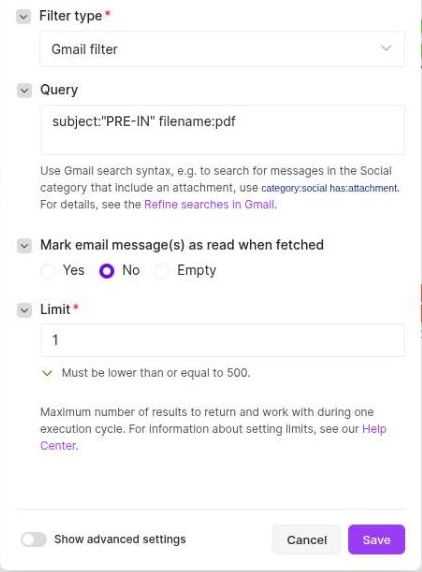 Filter type *
Gmail filter
Query
subject:"PRE-IN" filename:pdf
Use Gmail search syntax, e.g. to search for messages in the Social
category that include an attachment, use category:social has:attachment.
For details, see the Refine searches in Gmail.
Mark email message(s) as read when fetched
Yes No Empty
Limit *
1
Must be lower than or equal to 500.
Maximum number of results to return and work with during one
execution cycle. For information about setting limits, see our Help
Center.
Show advanced settings Cancel Save